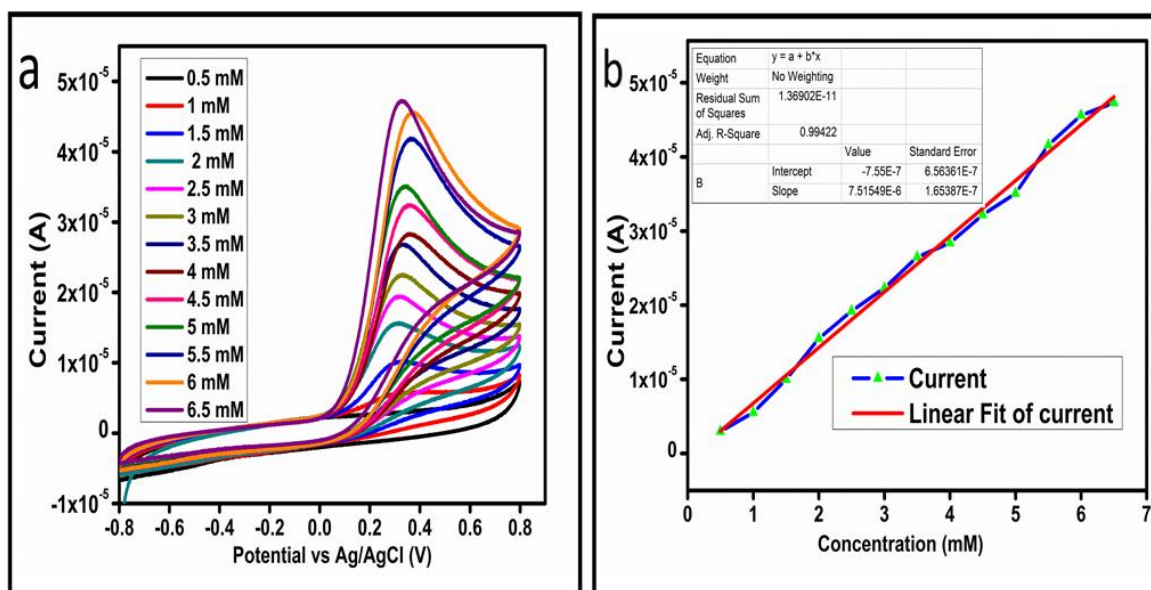 a
5x10⁻⁵
4x10⁻⁵
3x10⁻⁵
2x10⁻⁵
1x10⁻⁵
0
-1x10⁻⁵
Current (A)
0.5 mM
1 mM
1.5 mM
2 mM
2.5 mM
3 mM
3.5 mM
4 mM
4.5 mM
5 mM
5.5 mM
6 mM
6.5 mM
-0.8 -0.6 -0.4 -0.2 0.0 0.2 0.4 0.6 0.8
Potential vs Ag/AgCl (V)
b
5x10⁻⁵
4x10⁻⁵
3x10⁻⁵
2x10⁻⁵
1x10⁻⁵
0
Current (A)
Equation y = a + b*x
Weight No Weighting
Residual Sum of Squares 1.36902E-11
Adj. R-Square 0.99422
Value Standard Error
B Intercept -7.55E-7 6.56361E-7
Slope 7.51549E-6 1.65387E-7
Current
Linear Fit of current
0 1 2 3 4 5 6 7
Concentration (mM)